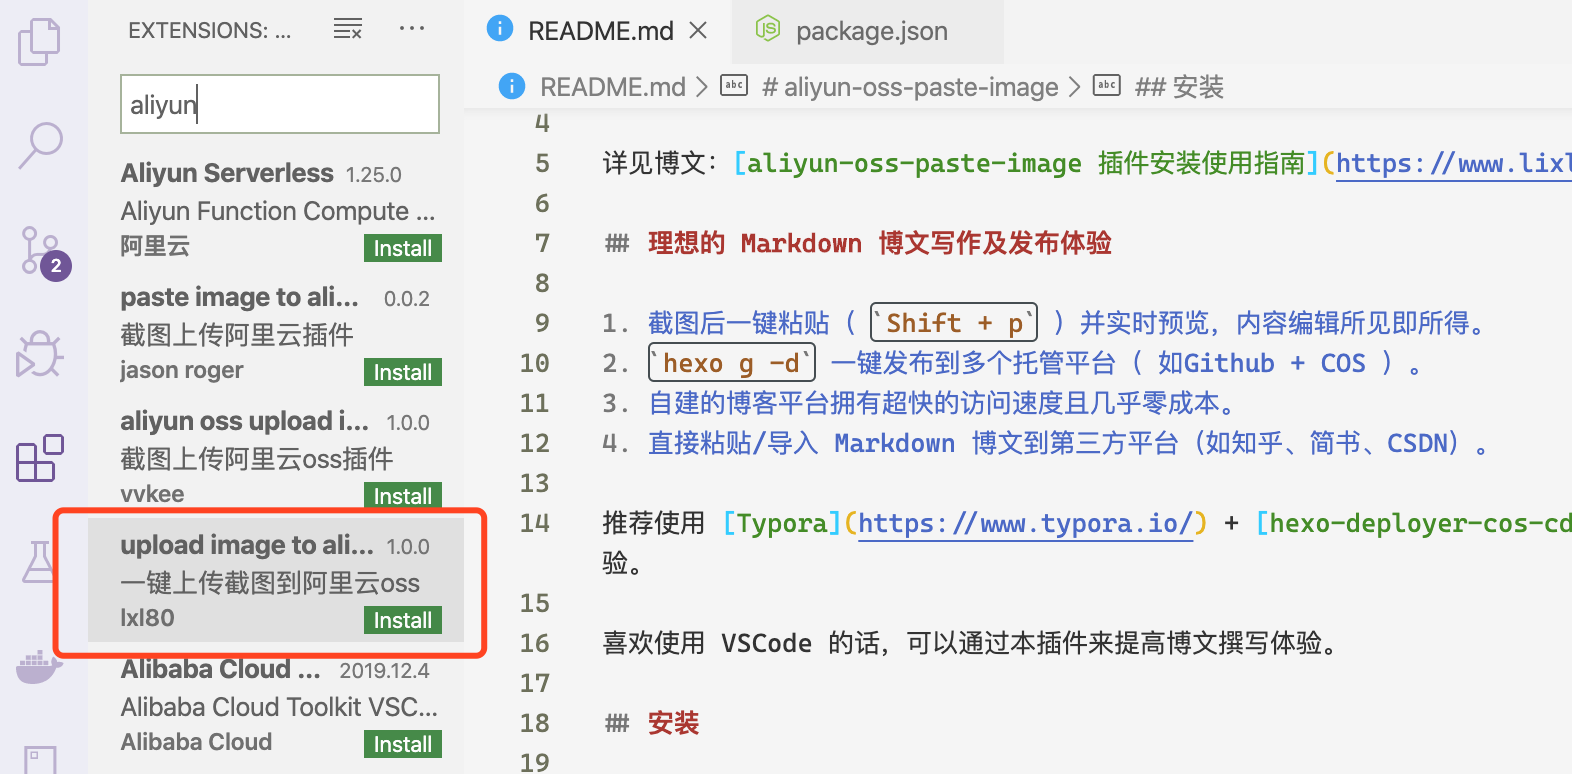 EXTENSIONS: ...
aliyun
Aliyun Serverless 1.25.0
Aliyun Function Compute ...
阿里云 Install
paste image to ali... 0.0.2
截图上传阿里云插件
jason roger Install
aliyun oss upload i... 1.0.0
截图上传阿里云oss插件
vvkee Install
upload image to ali... 1.0.0
一键上传截图到阿里云oss
lxl80 Install
Alibaba Cloud ... 2019.12.4
Alibaba Cloud Toolkit VSC...
Alibaba Cloud Install
2
README.md package.json
README.md > abc # aliyun-oss-paste-image > abc ## 安装
4
5 详见博文：[aliyun-oss-paste-image 插件安装使用指南](https://www.lixl
6
7 ## 理想的 Markdown 博文写作及发布体验
8
9 1. 截图后一键粘贴（ `Shift + p` ）并实时预览，内容编辑所见即所得。
10 2. `hexo g -d` 一键发布到多个托管平台（ 如Github + COS ）。
11 3. 自建的博客平台拥有超快的访问速度且几乎零成本。
12 4. 直接粘贴/导入 Markdown 博文到第三方平台（如知乎、简书、CSDN）。
13
14 推荐使用 [Typora](https://www.typora.io/) + [hexo-deployer-cos-cd
验。
15
16 喜欢使用 VSCode 的话，可以通过本插件来提高博文撰写体验。
17
18 ## 安装
19